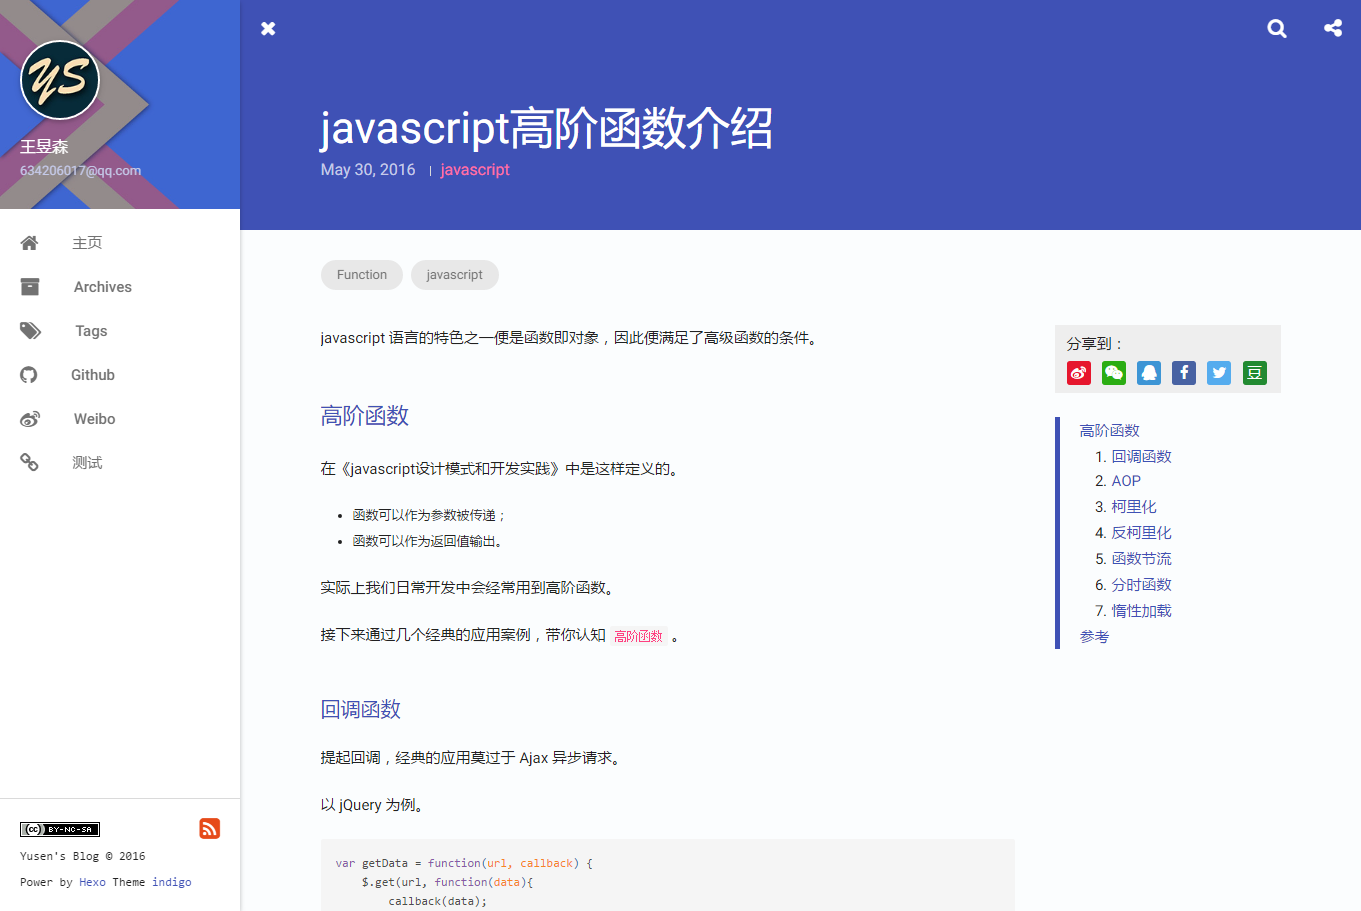 YS
王昱森
634206017@qq.com
主页
Archives
Tags
Github
Weibo
测试
(cc) BY-NC-SA
Yusen's Blog © 2016
Power by Hexo Theme indigo
javascript高阶函数介绍
May 30, 2016 | javascript
Function
javascript
javascript 语言的特色之一便是函数即对象，因此便满足了高级函数的条件。
高阶函数
在《javascript设计模式和开发实践》中是这样定义的。
• 函数可以作为参数被传递；
• 函数可以作为返回值输出。
实际上我们日常开发中会经常用到高阶函数。
接下来通过几个经典的应用案例，带你认知 高阶函数 。
回调函数
提起回调，经典的应用莫过于 Ajax 异步请求。
以 jQuery 为例。
var getData = function(url, callback) {
    $.get(url, function(data){
        callback(data);
分享到：
豆
高阶函数
1. 回调函数
2. AOP
3. 柯里化
4. 反柯里化
5. 函数节流
6. 分时函数
7. 惰性加载
参考